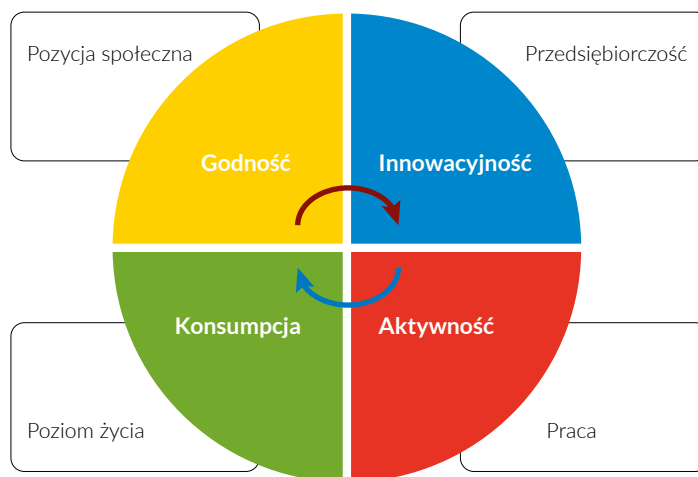 Pozycja społeczna
Przedsiębiorczość
Godność
Innowacyjność
Konsumpcja
Aktywność
Poziom życia
Praca